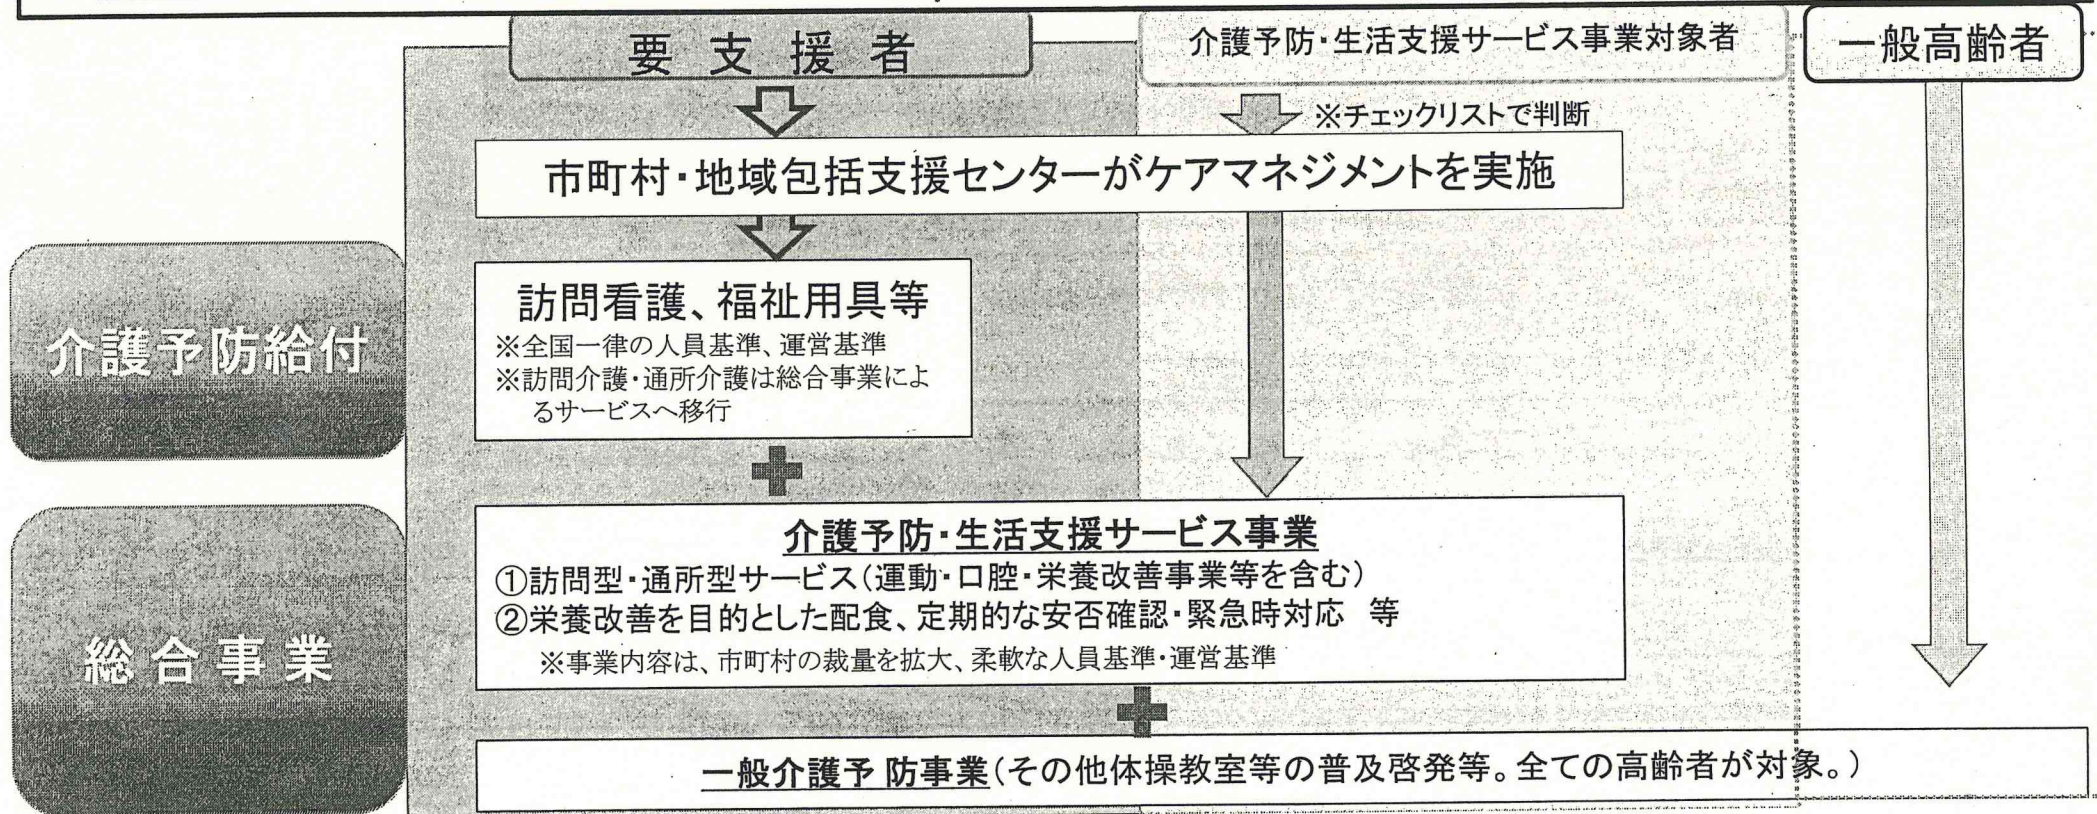 要支援者
介護予防・生活支援サービス事業対象者
一般高齢者
※チェックリストで判断
市町村・地域包括支援センターがケアマネジメントを実施
介護予防給付
訪問看護、福祉用具等
※全国一律の人員基準、運営基準
※訪問介護・通所介護は総合事業によ
るサービスへ移行
総合事業
介護予防・生活支援サービス事業
①訪問型・通所型サービス(運動・口腔・栄養改善事業等を含む)
②栄養改善を目的とした配食、定期的な安否確認・緊急時対応 等
※事業内容は、市町村の裁量を拡大、柔軟な人員基準・運営基準
一般介護予 防事業(その他体操教室等の普及啓発等。全ての高齢者が対象。)